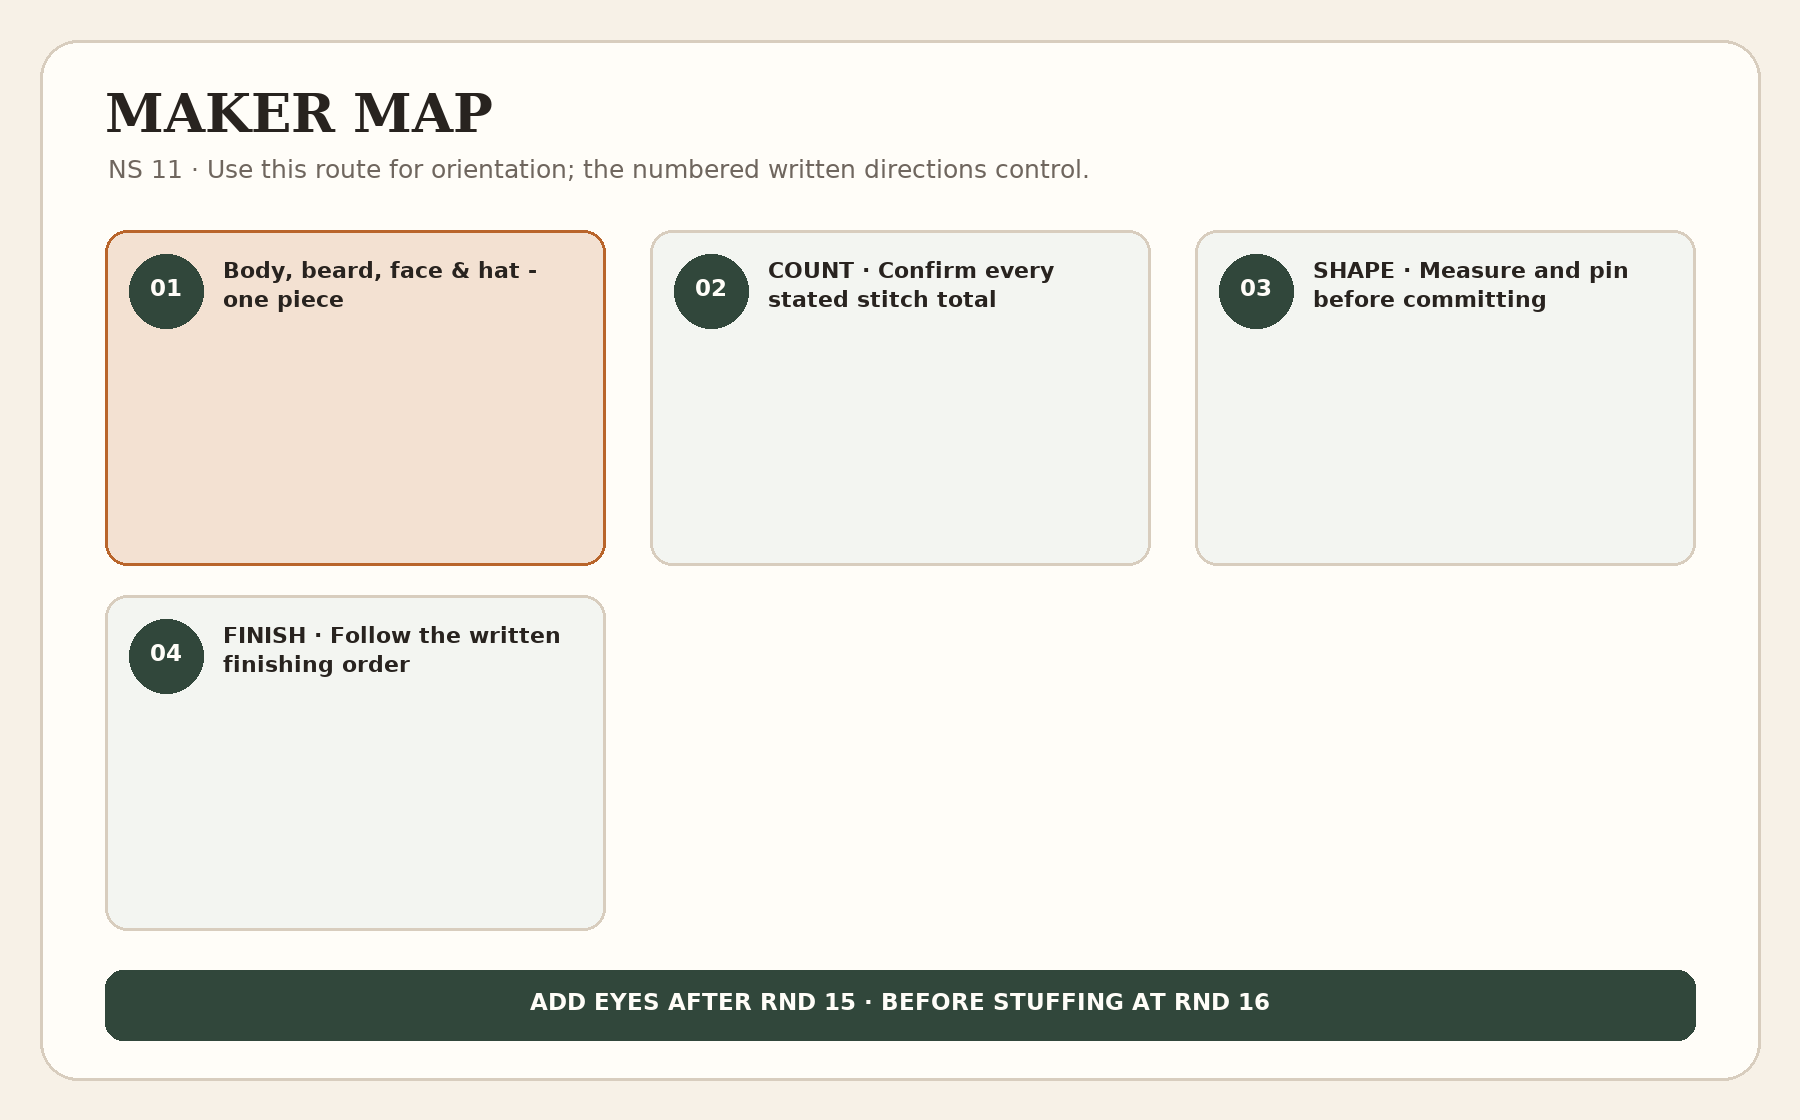 MAKER MAP
NS 11 · Use this route for orientation; the numbered written directions control.
01
Body, beard, face & hat -
one piece
02
COUNT · Confirm every
stated stitch total
03
SHAPE · Measure and pin
before committing
04
FINISH · Follow the written
finishing order
ADD EYES AFTER RND 15 · BEFORE STUFFING AT RND 16